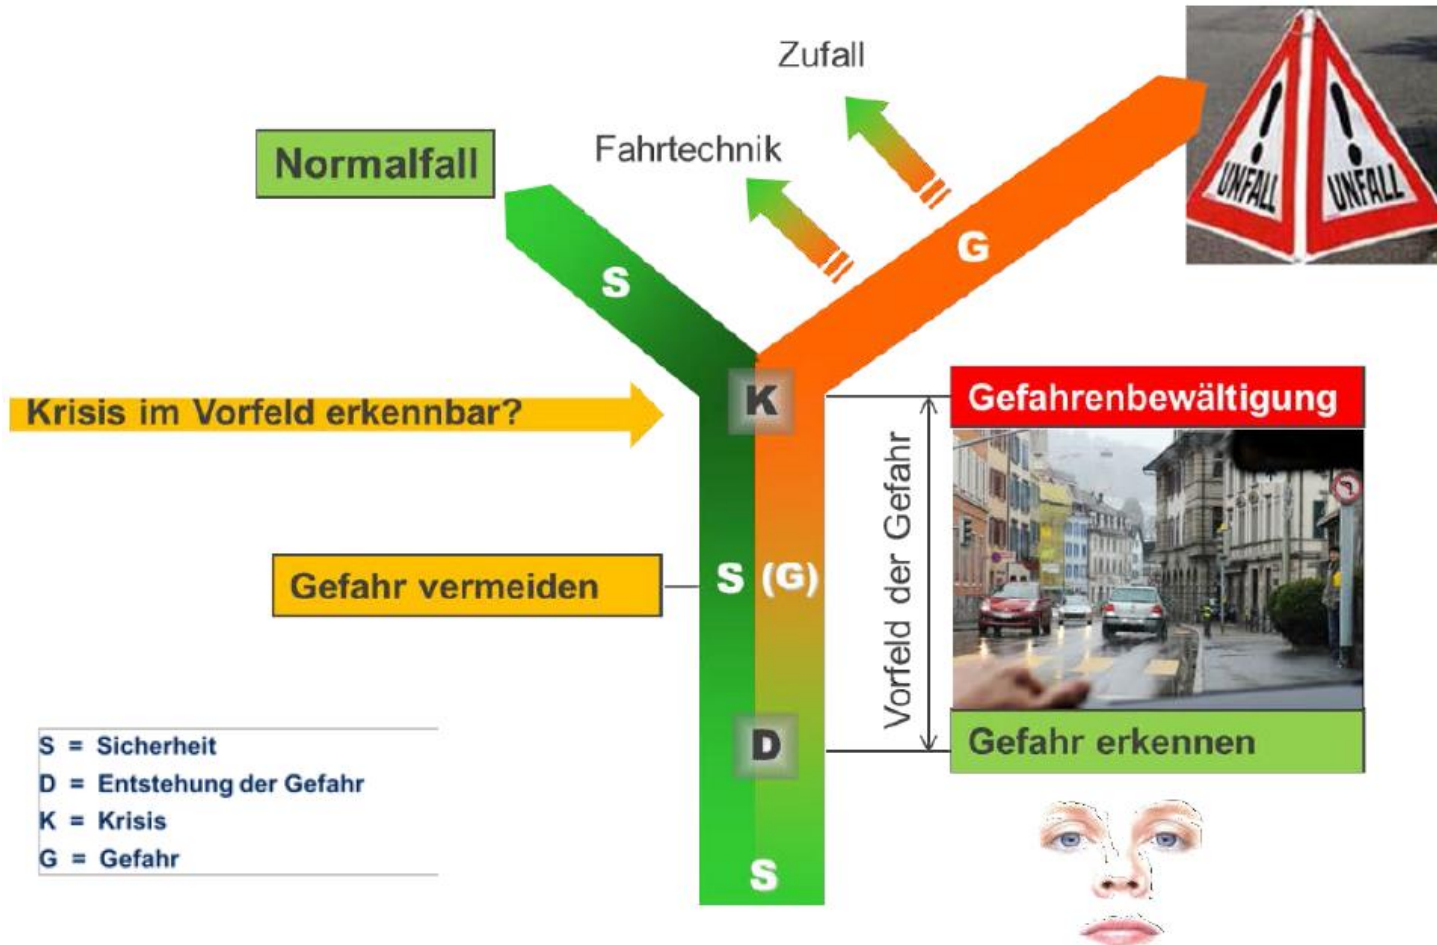 Zufall
Normalfall
Fahrtechnik
UNFALL
UNFALL
G
S
Krisis im Vorfeld erkennbar?
K
Gefahrenbewältigung
Vorfeld der Gefahr
Gefahr vermeiden
S (G)
D
Gefahr erkennen
S
S = Sicherheit
D = Entstehung der Gefahr
K = Krisis
G = Gefahr